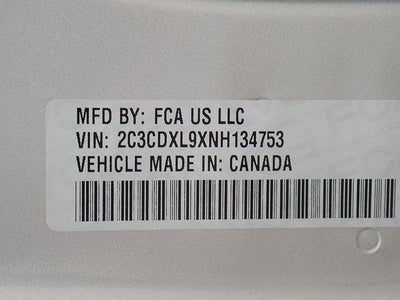 MFD BY: FCA US LLC
VIN: 2C3CDXL9XNH134753
VEHICLE MADE IN: CANADA